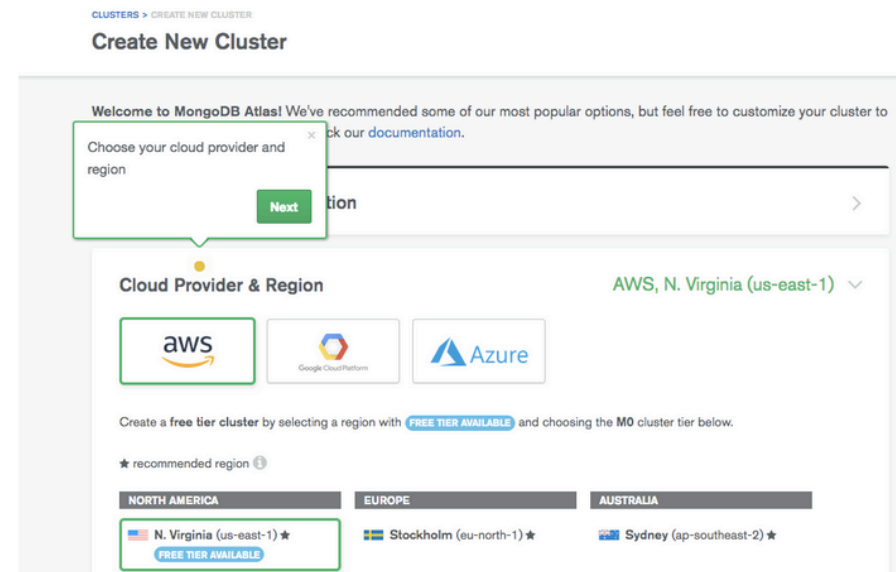 CLUSTERS > CREATE NEW CLUSTER
Create New Cluster
Welcome to MongoDB Atlas! We've recommended some of our most popular options, but feel free to customize your cluster to
ck our documentation.
Choose your cloud provider and
region
×
Next
tion
Cloud Provider & Region
AWS, N. Virginia (us-east-1)
aws
Google Cloud Platform
Azure
Create a free tier cluster by selecting a region with FREE TIER AVAILABLE and choosing the M0 cluster tier below.
★ recommended region i
NORTH AMERICA
EUROPE
AUSTRALIA
N. Virginia (us-east-1) ★
FREE TIER AVAILABLE
Stockholm (eu-north-1) ★
Sydney (ap-southeast-2) ★